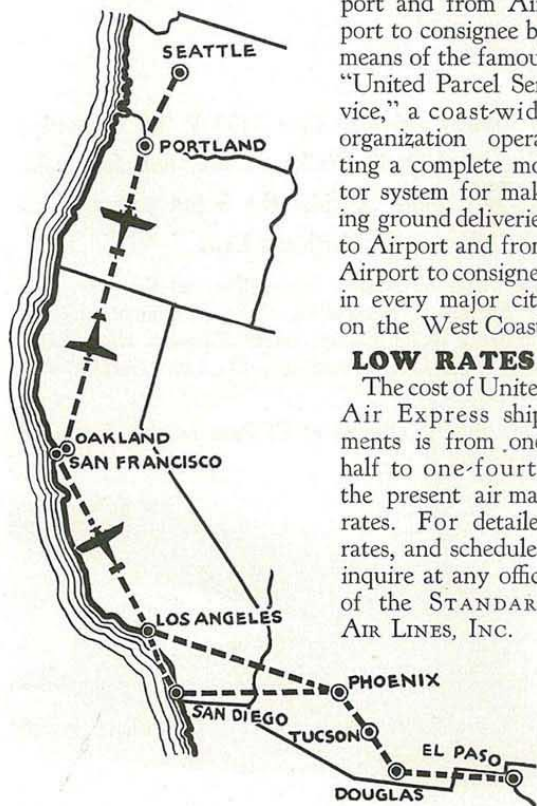 port and from Air
port to consignee b
means of the famou
“United Parcel Ser
vice,” a coast-wid
organization opera
ting a complete mo
tor system for mak
ing ground deliverie
to Airport and from
Airport to consigne
in every major cit
on the West Coast
LOW RATES
The cost of United
Air Express ship
ments is from one
half to one-fourt
the present air ma
rates. For detaile
rates, and schedule
inquire at any offic
of the STANDAR
AIR LINES, INC.
SEATTLE
PORTLAND
OAKLAND
SAN FRANCISCO
LOS ANGELES
SAN DIEGO
PHOENIX
TUCSON
DOUGLAS
EL PASO